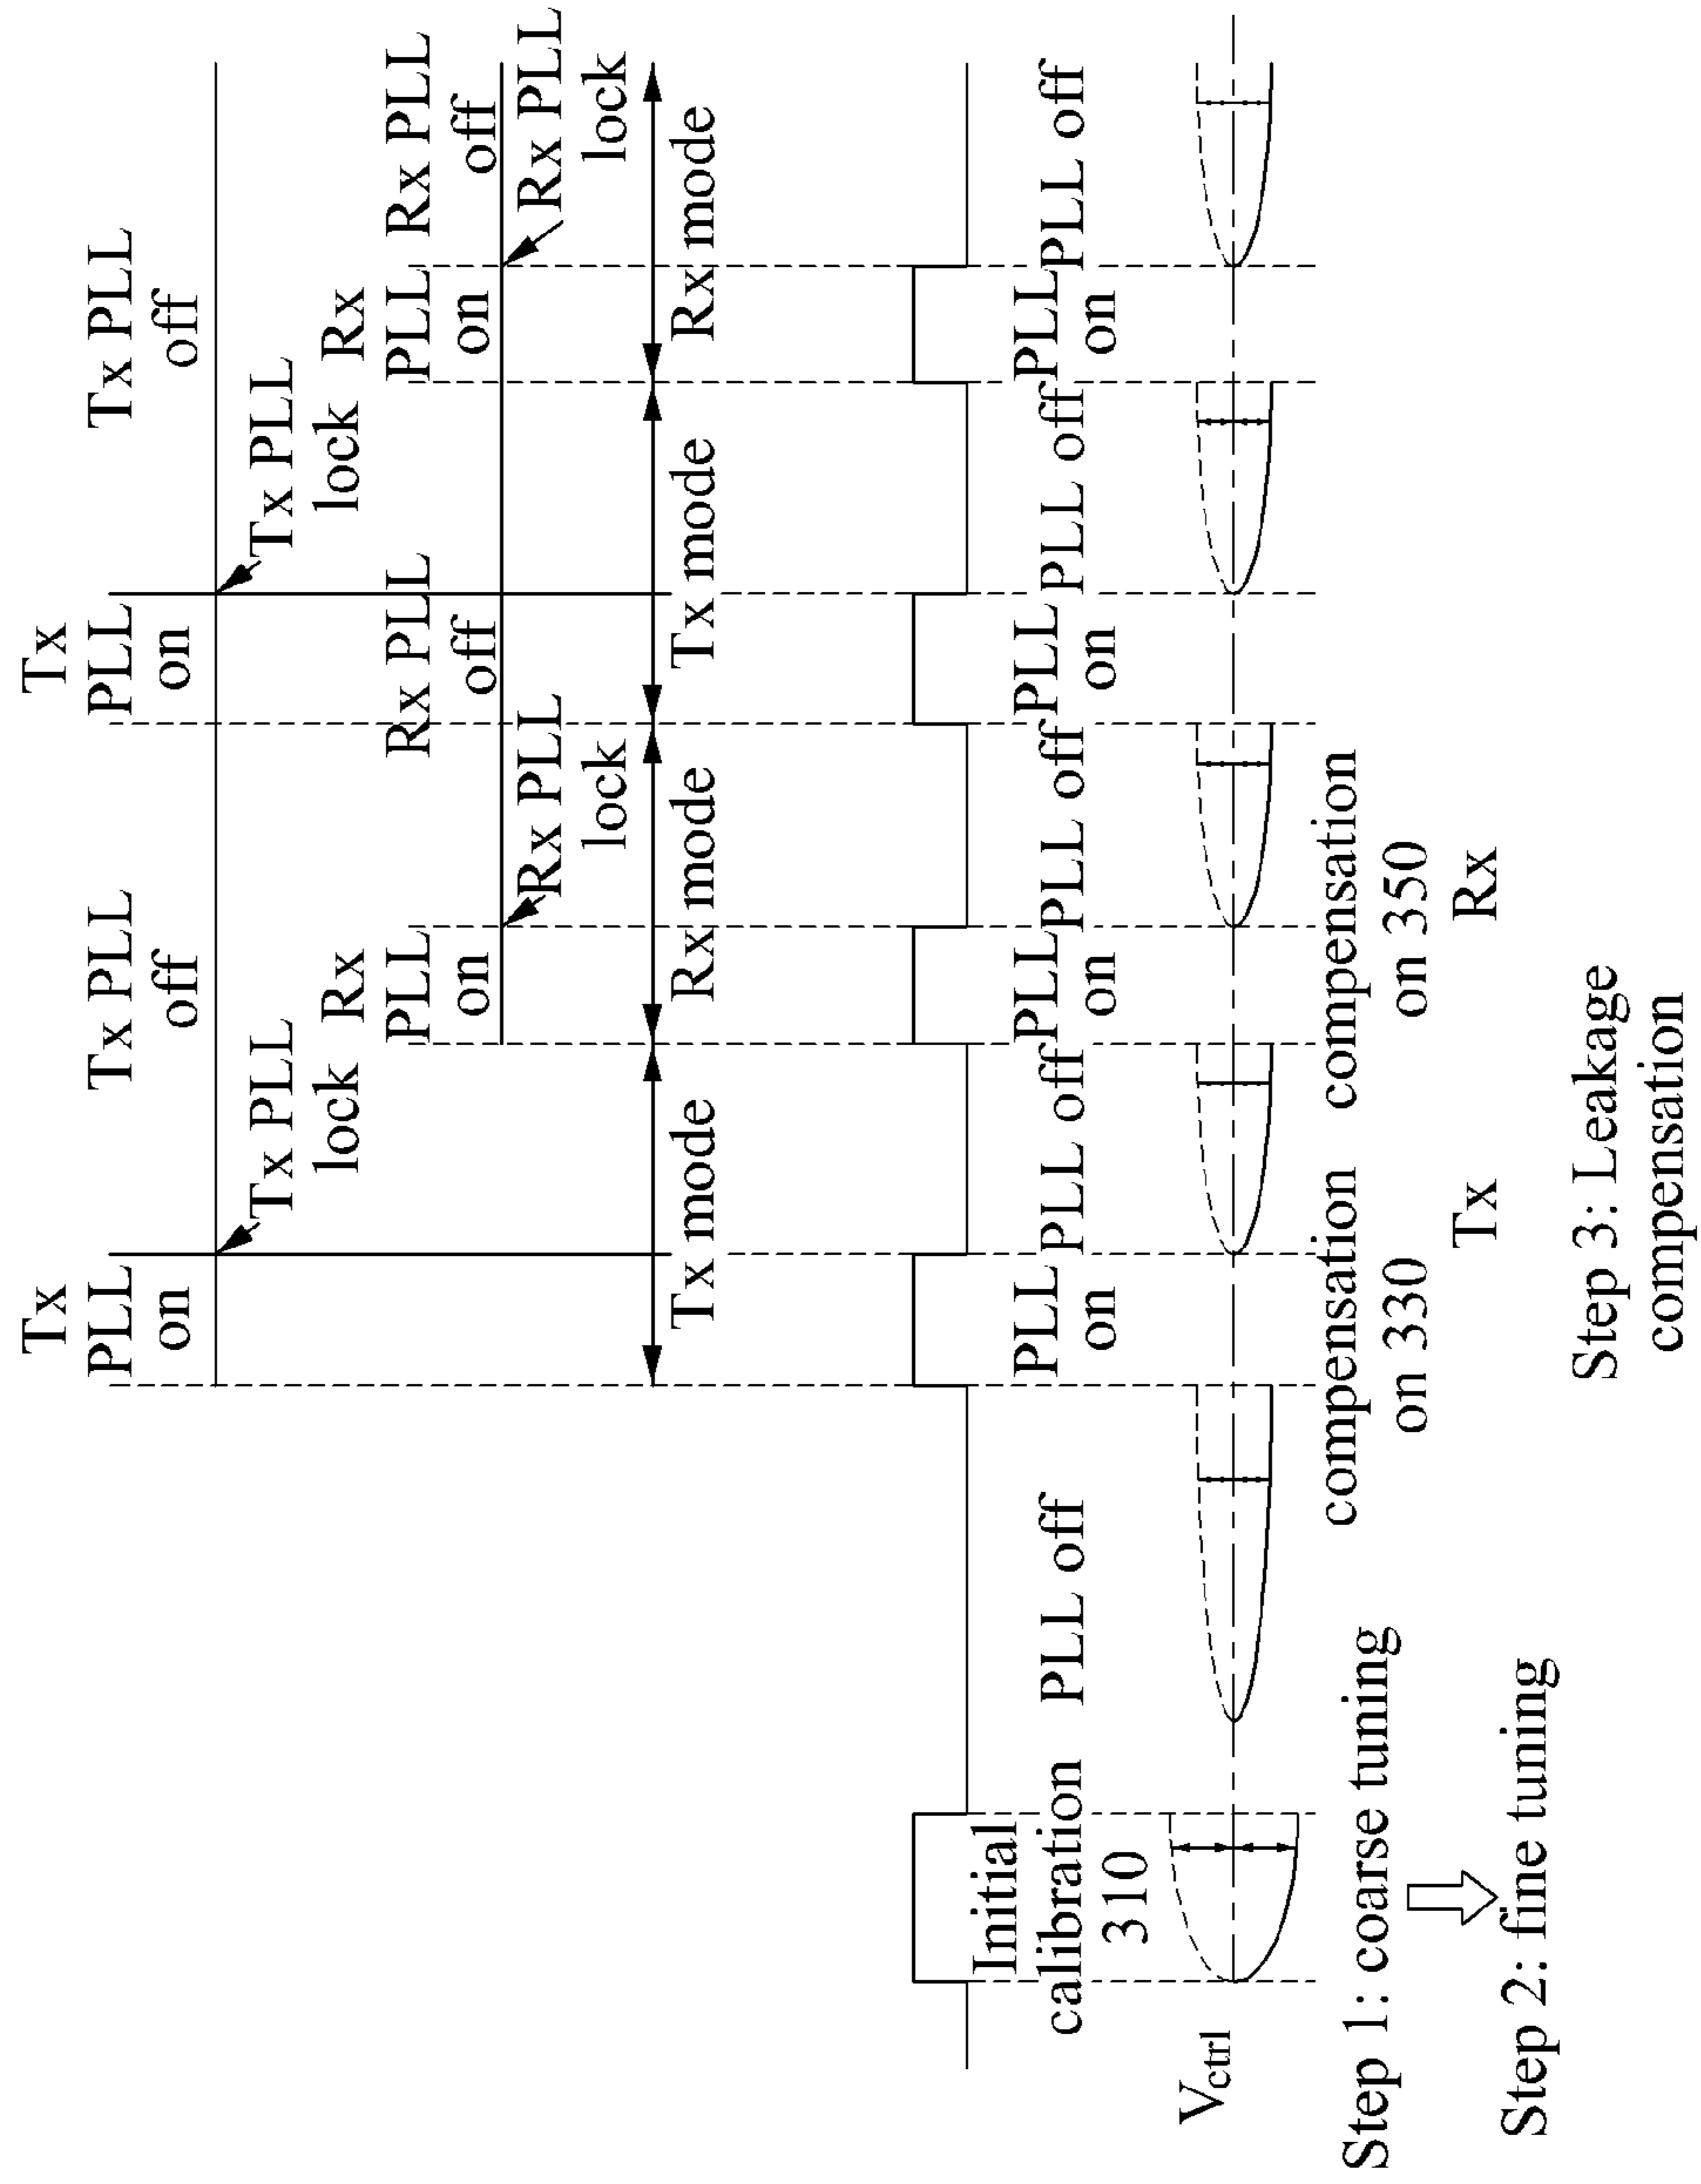 Tx
PLL
on
Tx PLL
off
Tx
PLL
on
Tx PLL
off
Tx PLL
lock
Tx PLL
lock
Rx
PLL
on
Rx PLL
off
Rx
PLL
on
Rx PLL
off
Rx PLL
lock
Rx PLL
lock
Tx mode
Rx mode
Tx mode
Rx mode
Initial
calibration
310
PLL off
PLL
on
PLL off
PLL
on
PLL off
PLL
on
PLL off
PLL
on
PLL off
Vctrl
Step 1: coarse tuning
Step 2: fine tuning
compensation
on 330
Tx
compensation
on 350
Rx
Step 3: Leakage
compensation